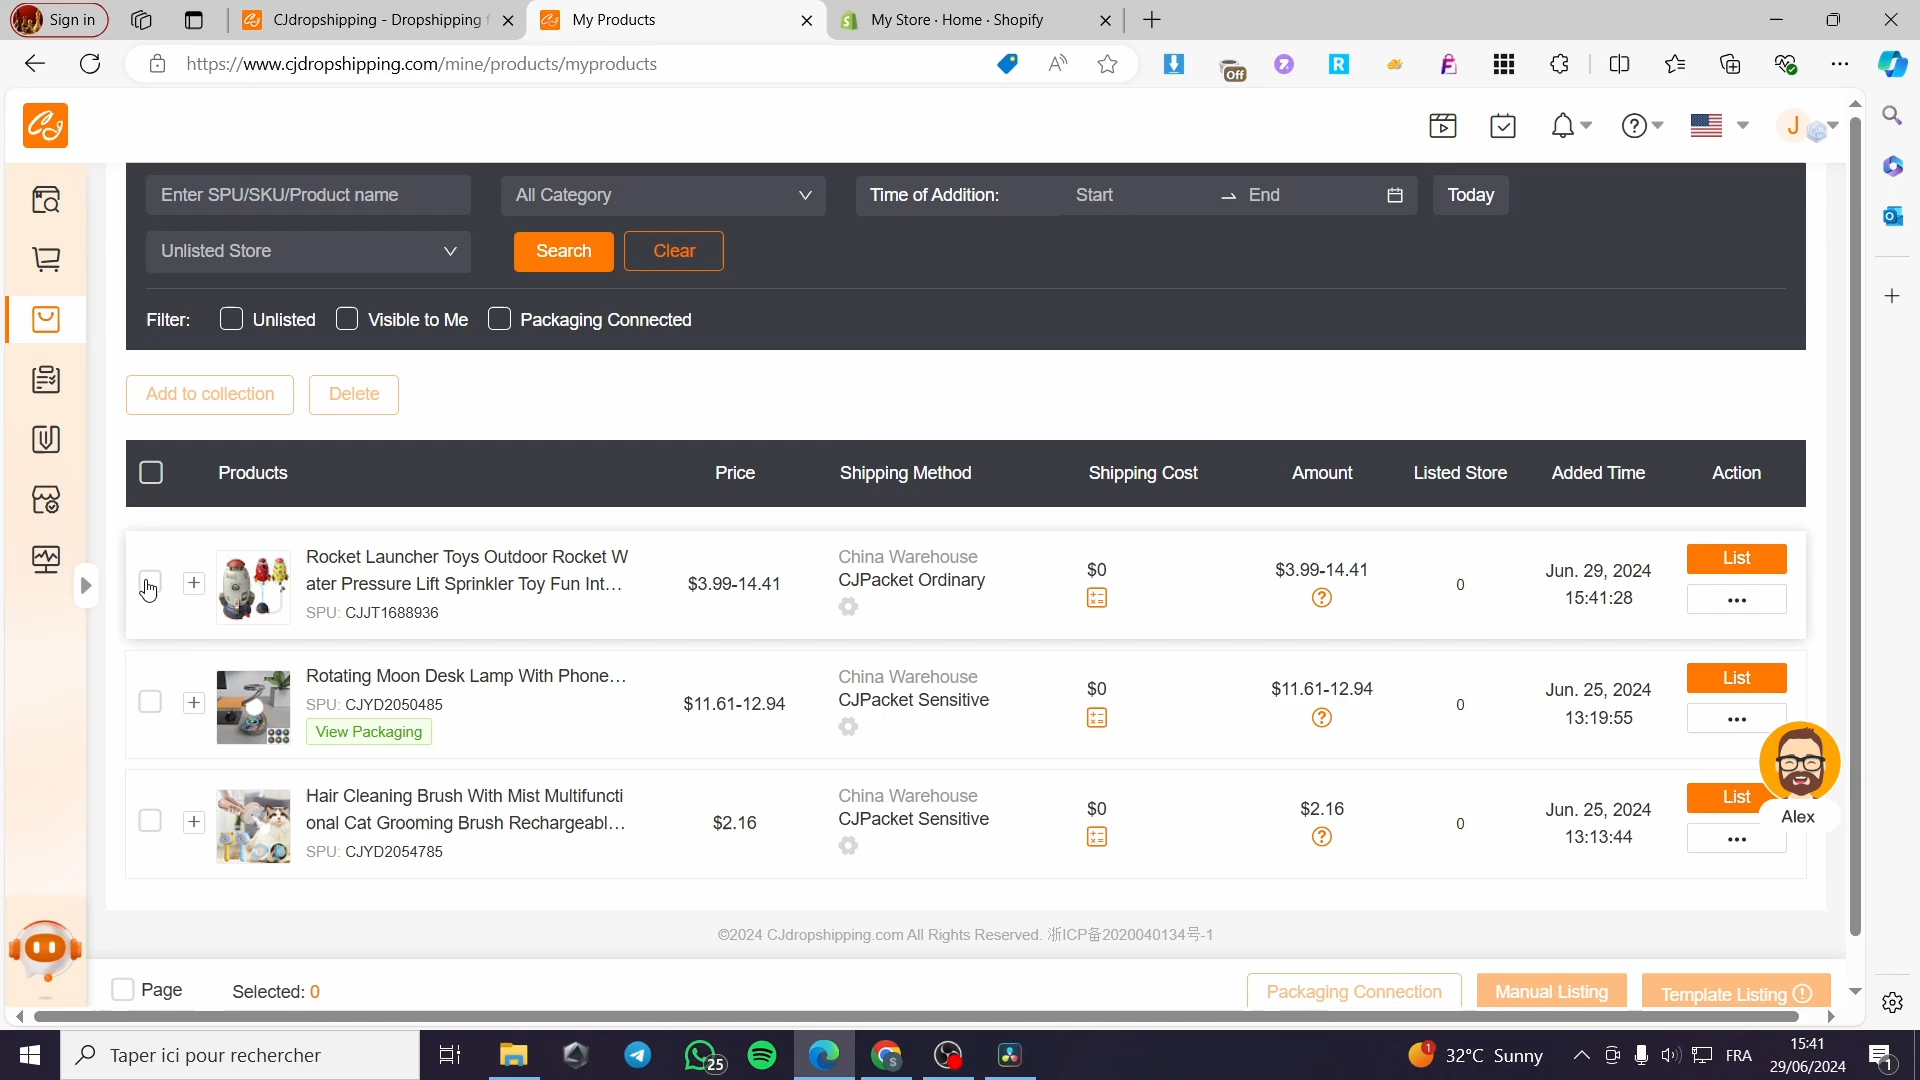 Sign in
CJdropshipping - Dropshipping f
My Products
My Store · Home · Shopify
https://www.cjdropshipping.com/mine/products/myproducts
Off
J
Enter SPU/SKU/Product name
All Category
Time of Addition:
Start
End
Today
Unlisted Store
Search
Clear
Filter:
Unlisted
Visible to Me
Packaging Connected
Add to collection
Delete
Products
Price
Shipping Method
Shipping Cost
Amount
Listed Store
Added Time
Action
Rocket Launcher Toys Outdoor Rocket W
ater Pressure Lift Sprinkler Toy Fun Int...
SPU: CJJT1688936
$3.99-14.41
China Warehouse
CJPacket Ordinary
$0
$3.99-14.41
0
Jun. 29, 2024
15:41:28
List
Rotating Moon Desk Lamp With Phone...
SPU: CJYD2050485
View Packaging
$11.61-12.94
China Warehouse
CJPacket Sensitive
$0
$11.61-12.94
0
Jun. 25, 2024
13:19:55
List
Hair Cleaning Brush With Mist Multifuncti
onal Cat Grooming Brush Rechargeabl...
SPU: CJYD2054785
$2.16
China Warehouse
CJPacket Sensitive
$0
$2.16
0
Jun. 25, 2024
13:13:44
List
Alex
©2024 CJdropshipping.com All Rights Reserved. 浙ICP备2020040134号-1
Page
Selected: 0
Packaging Connection
Manual Listing
Template Listing
Taper ici pour rechercher
25
32°C Sunny
FRA
15:41
29/06/2024
1